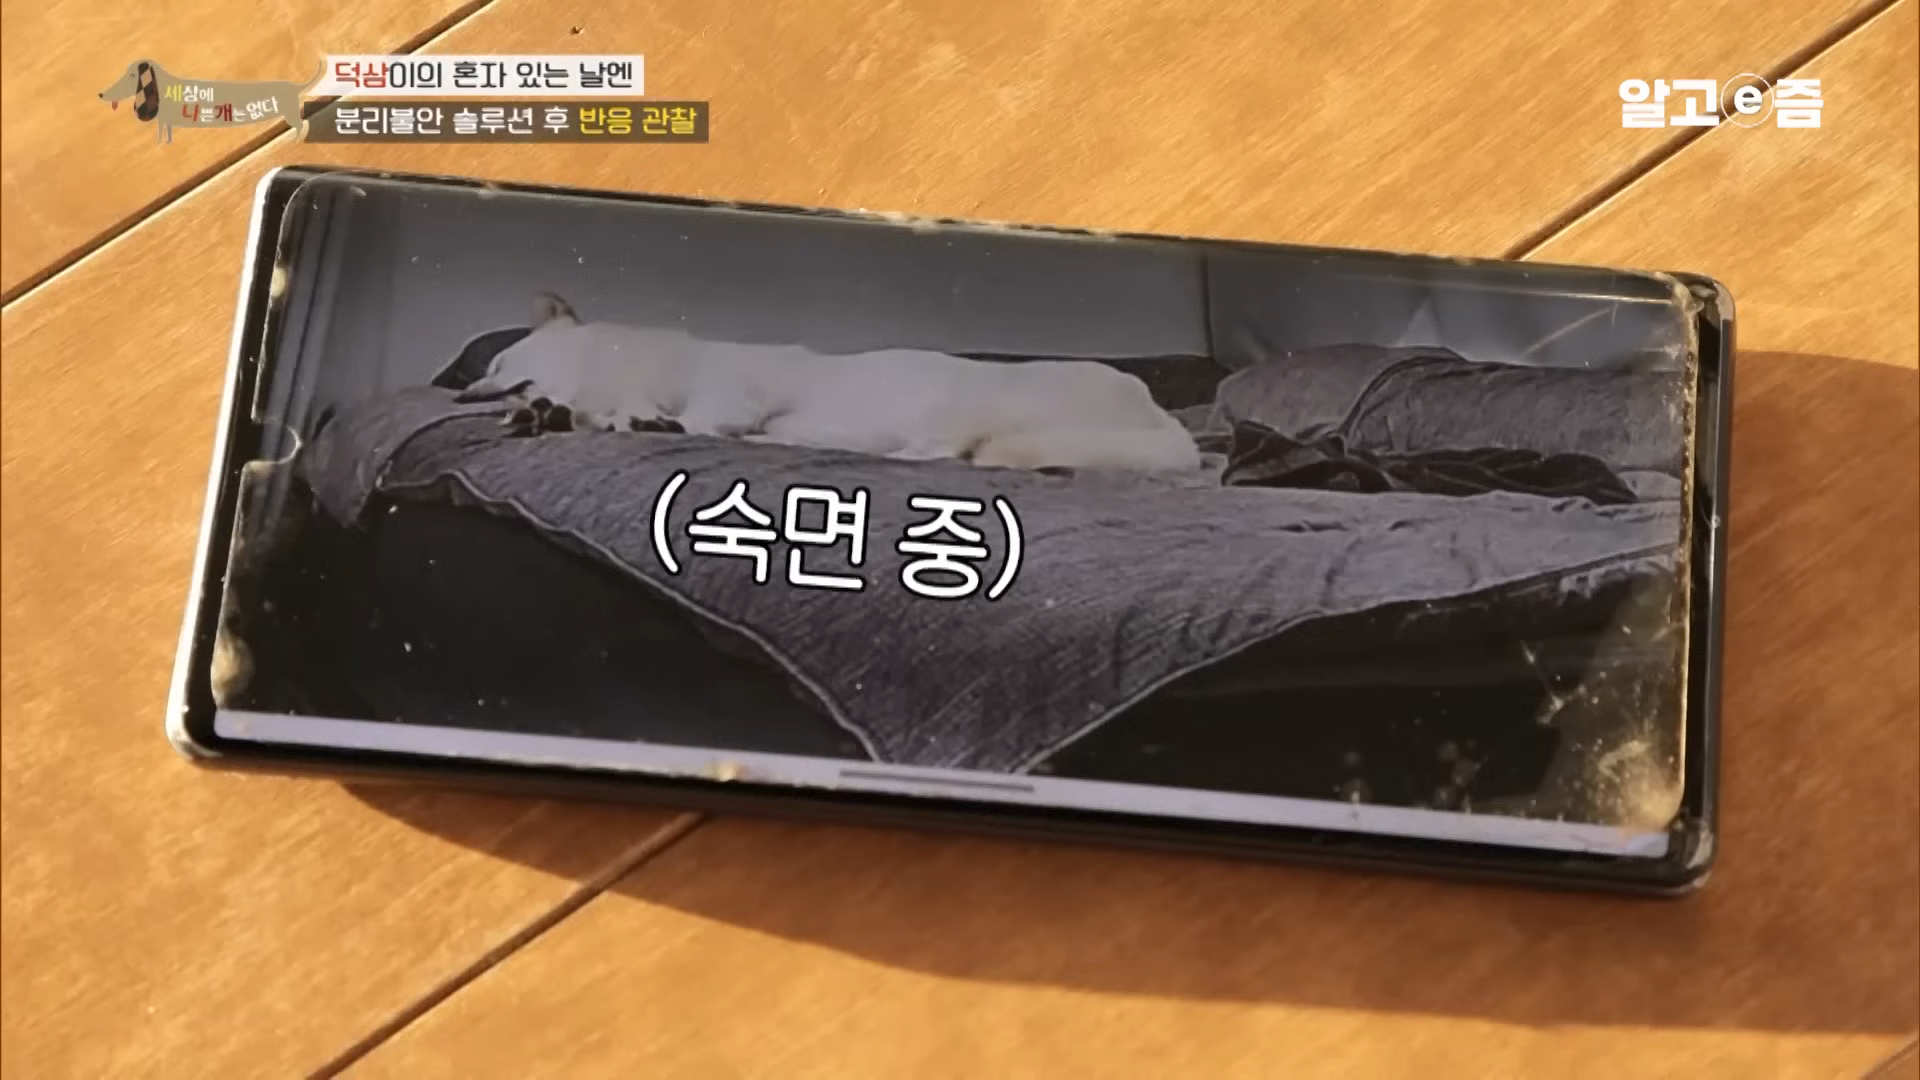 세상에
나쁜 개는 없다
덕삼이의 혼자 있는 날엔
분리불안 솔루션 후 반응 관찰
알고e즘
(숙면 중)